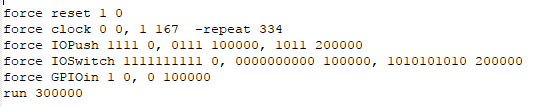 force reset 1 0
force clock 0 0, 1 167  -repeat 334
force IOPush 1111 0, 0111 100000, 1011 200000
force IOSwitch 1111111111 0, 0000000000 100000, 1010101010 200000
force GPIOin 1 0, 0 100000
run 300000